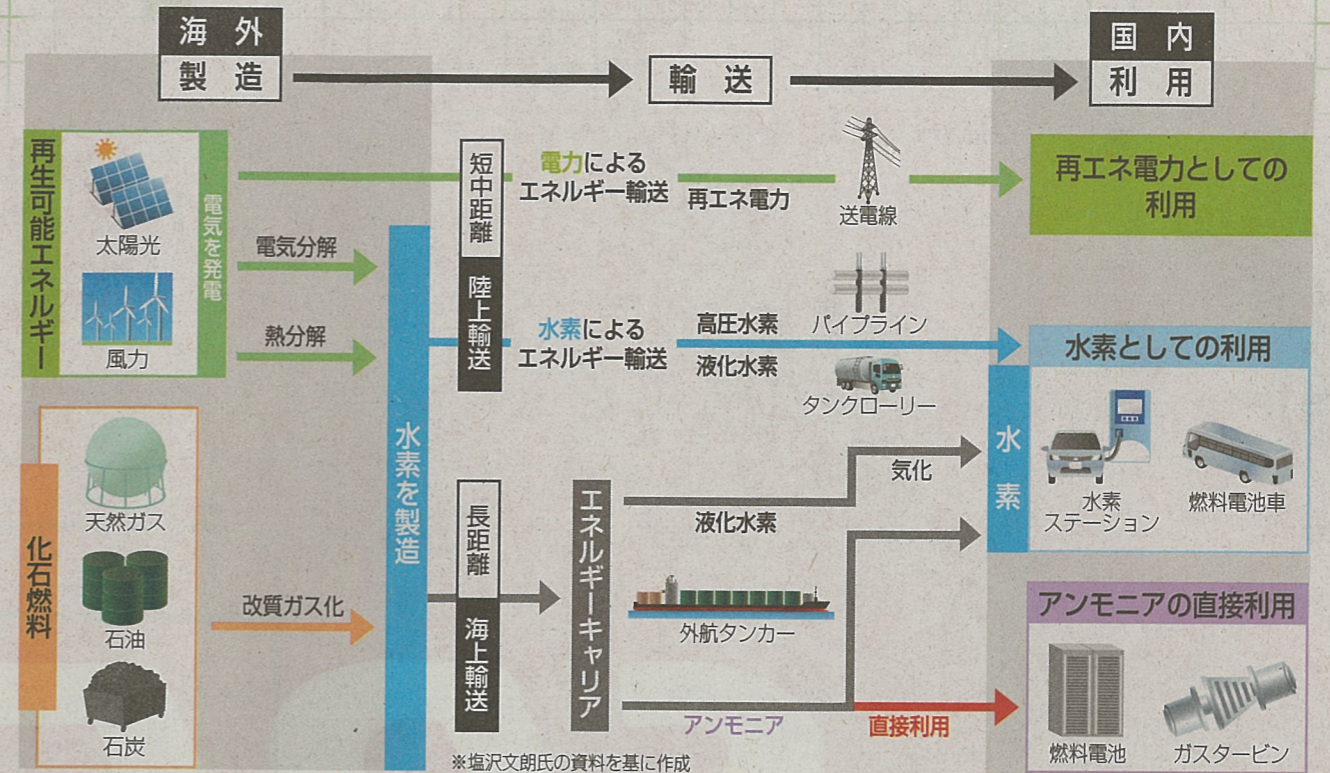 海外
製造
輸送
国内
利用
再生可能エネルギー
太陽光
風力
電気を発電
電気分解
熱分解
化石燃料
天然ガス
石油
石炭
改質ガス化
水素を製造
短中距離
陸上輸送
電力による
エネルギー輸送
再エネ電力
送電線
水素による
エネルギー輸送
高圧水素
液化水素
パイプライン
タンクローリー
長距離
海上輸送
エネルギーキャリア
液化水素
気化
外航タンカー
アンモニア
直接利用
再エネ電力としての
利用
水素としての利用
水素
水素
ステーション
燃料電池車
アンモニアの直接利用
燃料電池
ガスタービン
※塩沢文朗氏の資料を基に作成